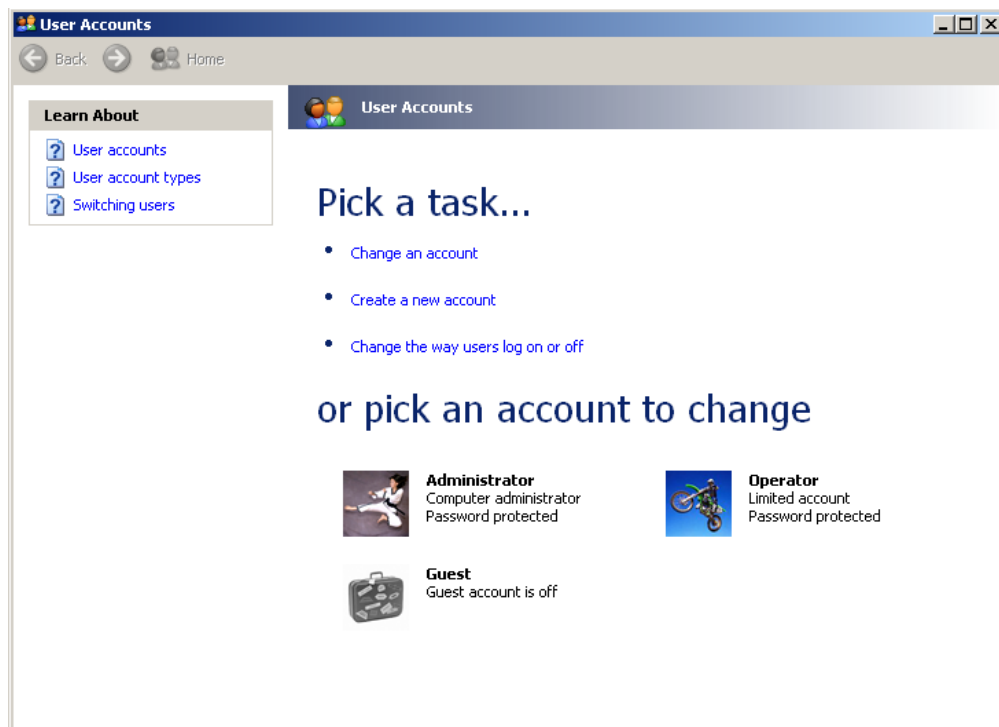 User Accounts
Back
Home
Learn About
User accounts
User account types
Switching users
User Accounts
Pick a task...
Change an account
Create a new account
Change the way users log on or off
or pick an account to change
Administrator
Computer administrator
Password protected
Operator
Limited account
Password protected
Guest
Guest account is off